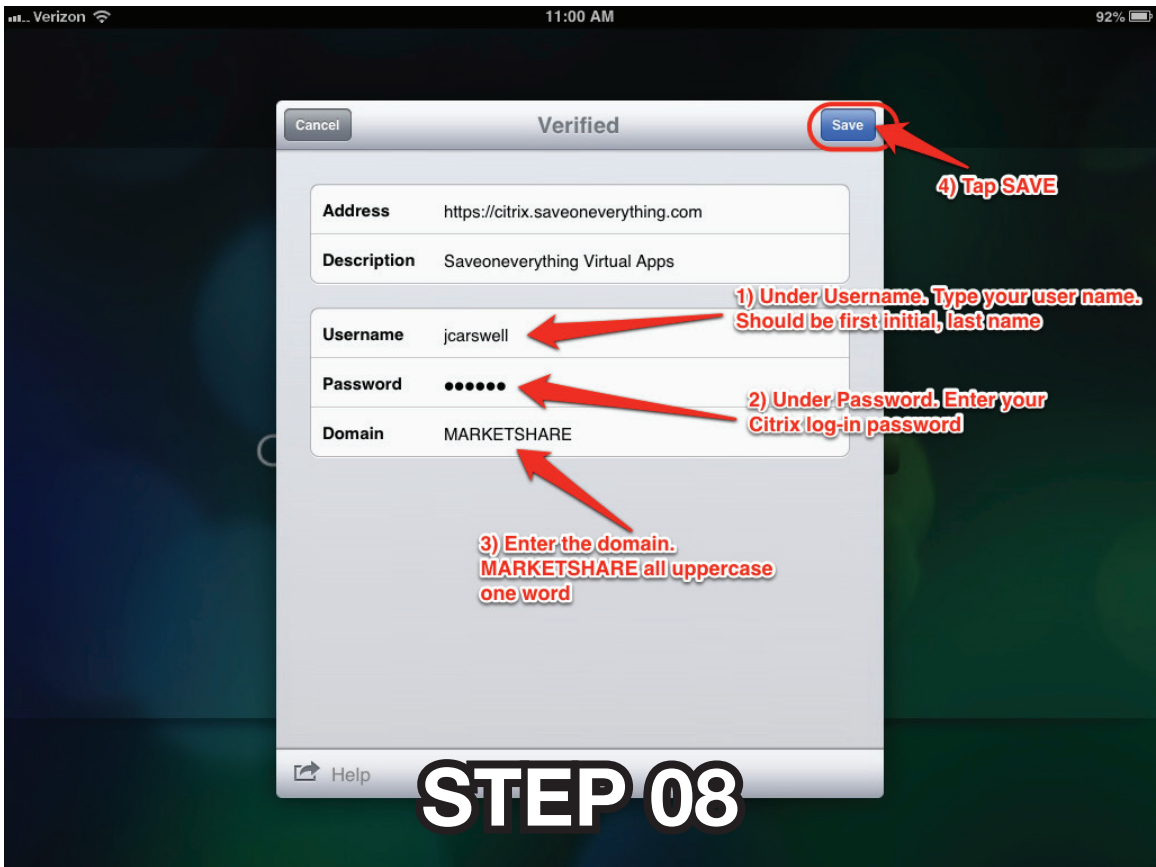 Verizon 11:00 AM 92%
Cancel Verified Save
4) Tap SAVE
Address https://citrix.saveoneverything.com
Description Saveoneverything Virtual Apps
1) Under Username. Type your user name.
Should be first initial, last name
Username jcarswell
Password ●●●●●●
2) Under Password. Enter your
Citrix log-in password
Domain MARKETSHARE
3) Enter the domain.
MARKETSHARE all uppercase
one word
Help
STEP 08